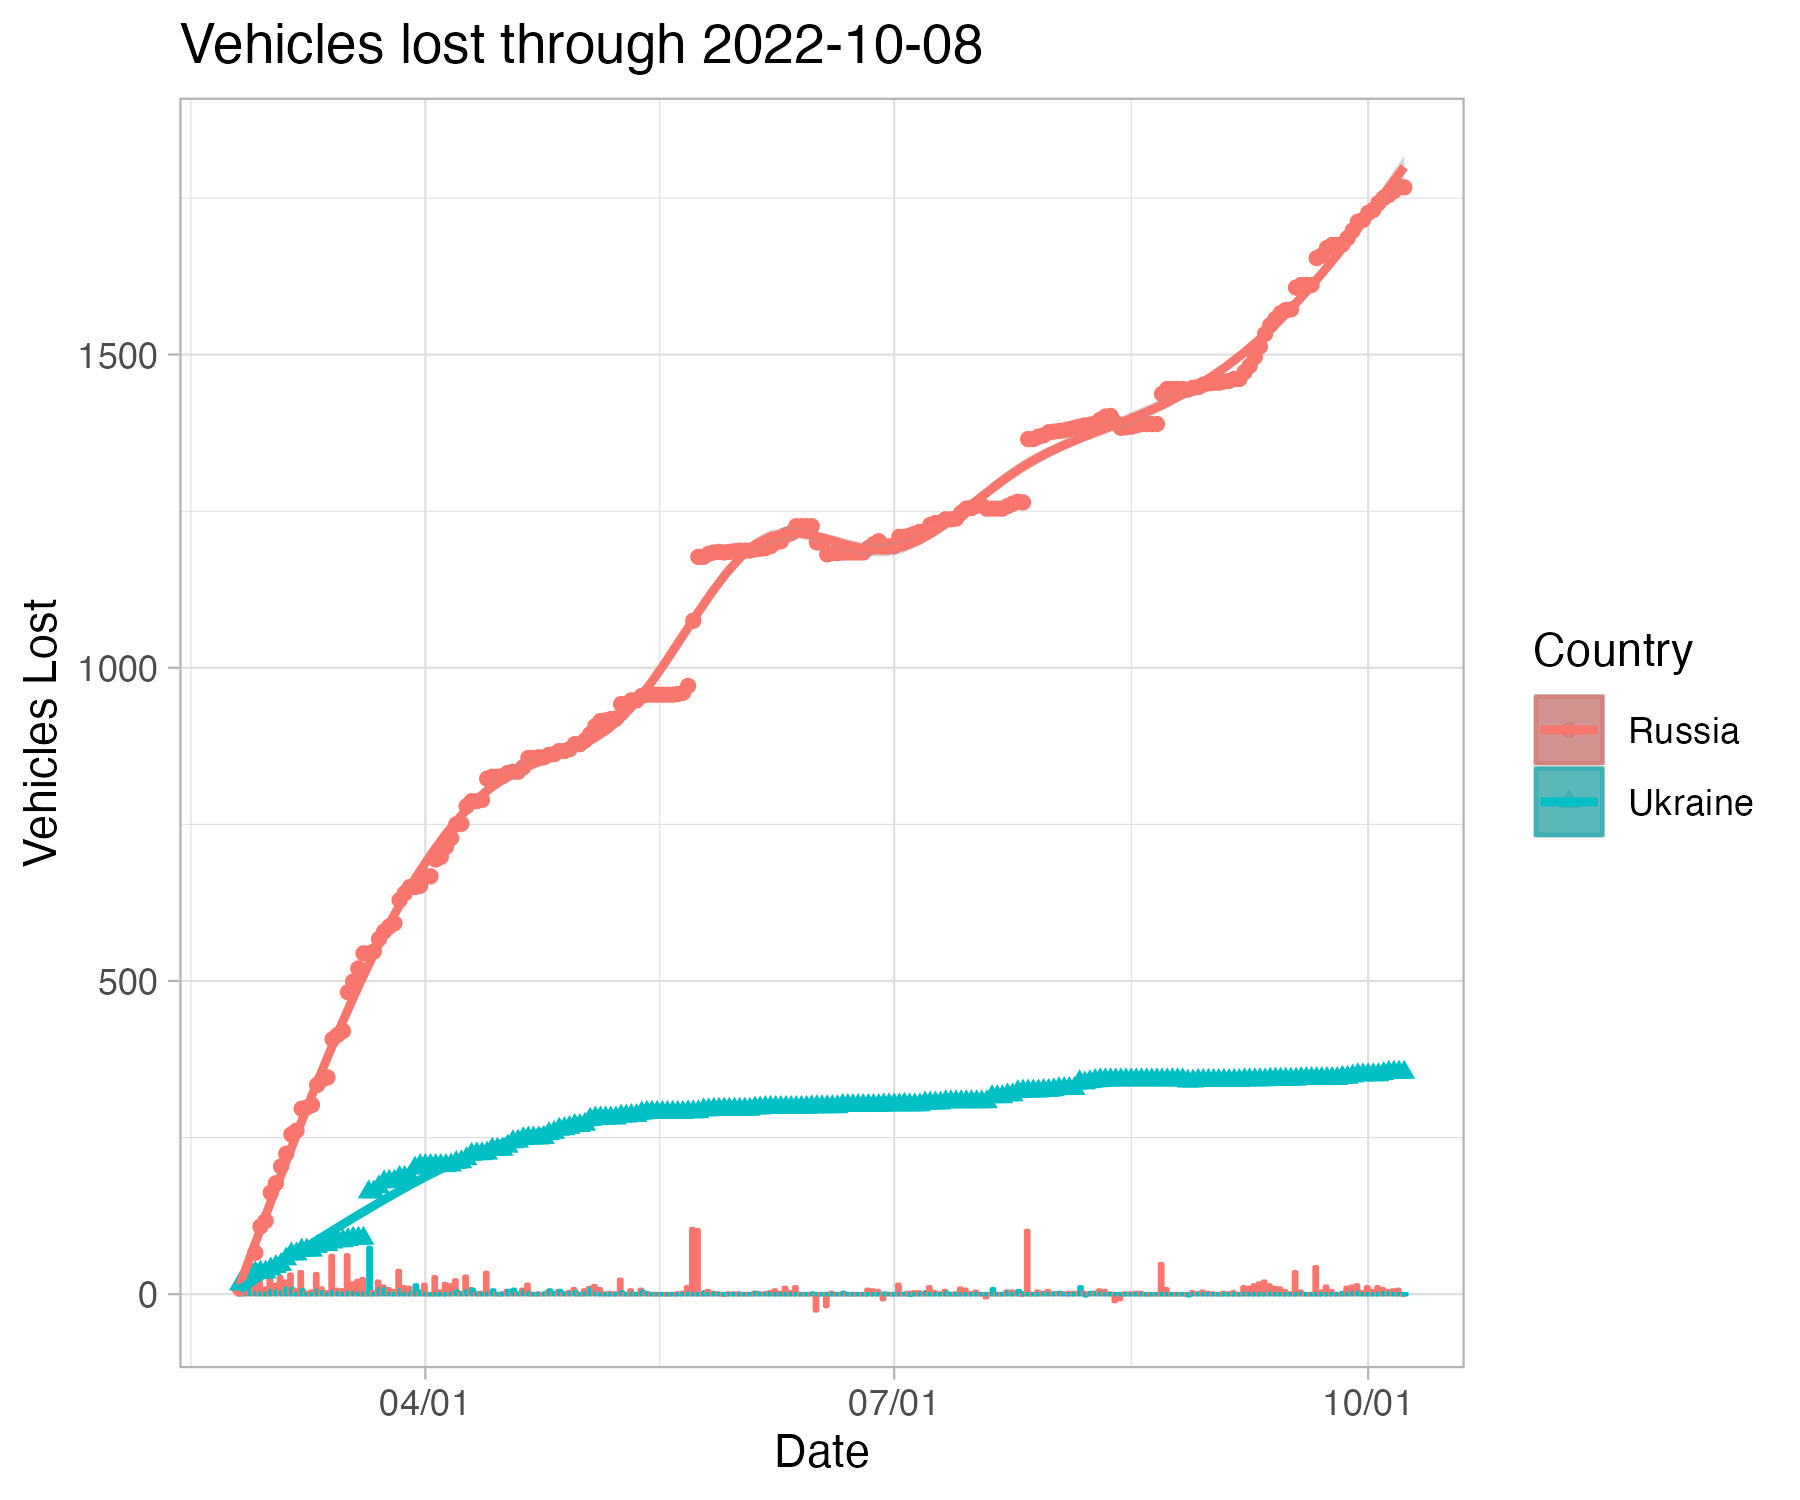 Vehicles lost through 2022-10-08
Vehicles Lost
1500
1000
500
0
04/01
07/01
10/01
Date
Country
Russia
Ukraine